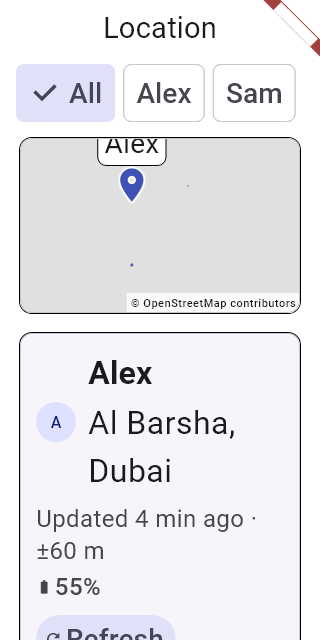 Location
All
Alex
Sam
Alex
© OpenStreetMap contributors
Alex
A
Al Barsha,
Dubai
Updated 4 min ago ·
±60 m
55%
Refresh